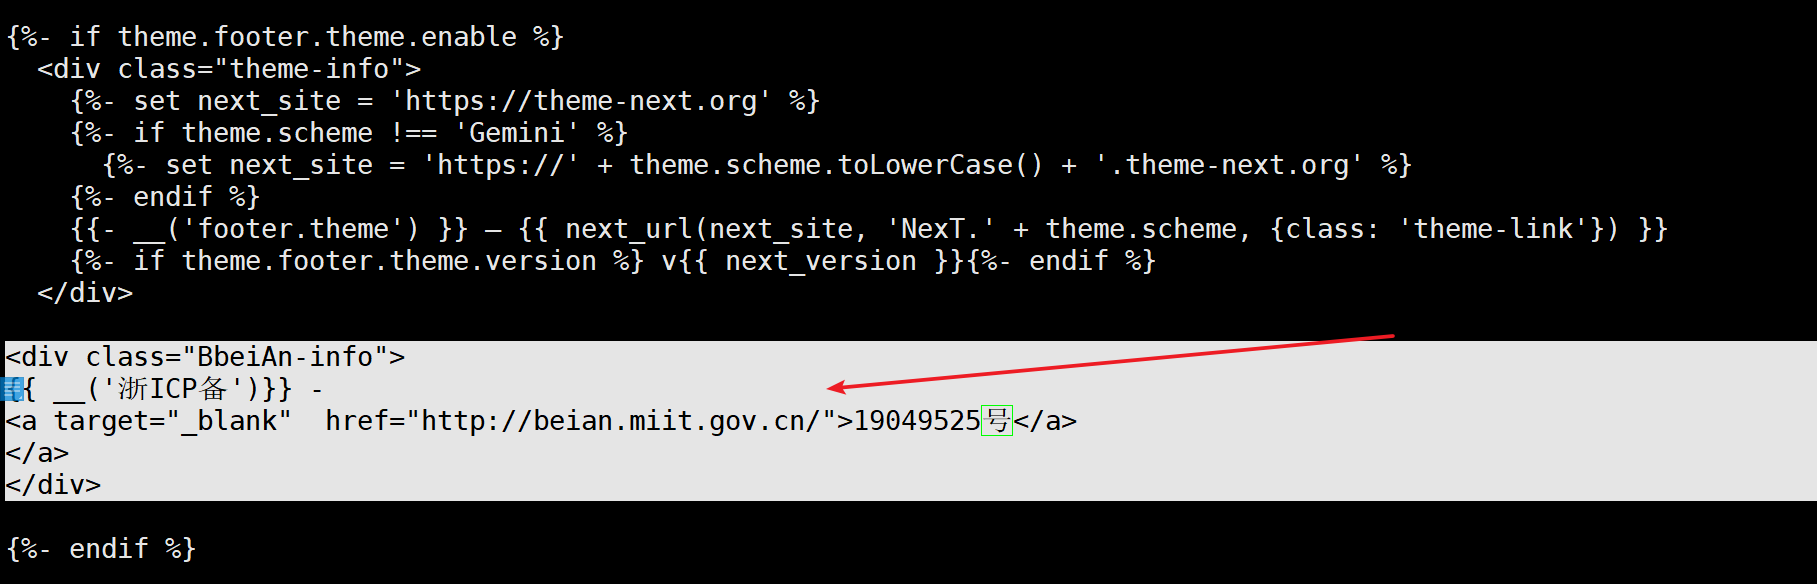 {%- if theme.footer.theme.enable %}
  <div class="theme-info">
    {%- set next_site = 'https://theme-next.org' %}
    {%- if theme.scheme !== 'Gemini' %}
      {%- set next_site = 'https://' + theme.scheme.toLowerCase() + '.theme-next.org' %}
    {%- endif %}
    {{- __('footer.theme') }} – {{ next_url(next_site, 'NexT.' + theme.scheme, {class: 'theme-link'}) }}
    {%- if theme.footer.theme.version %} v{{ next_version }}{%- endif %}
  </div>
<div class="BbeiAn-info">
{{ __('浙ICP备')}} -
<a target="_blank"  href="http://beian.miit.gov.cn/">19049525号</a>
</a>
</div>
{%- endif %}